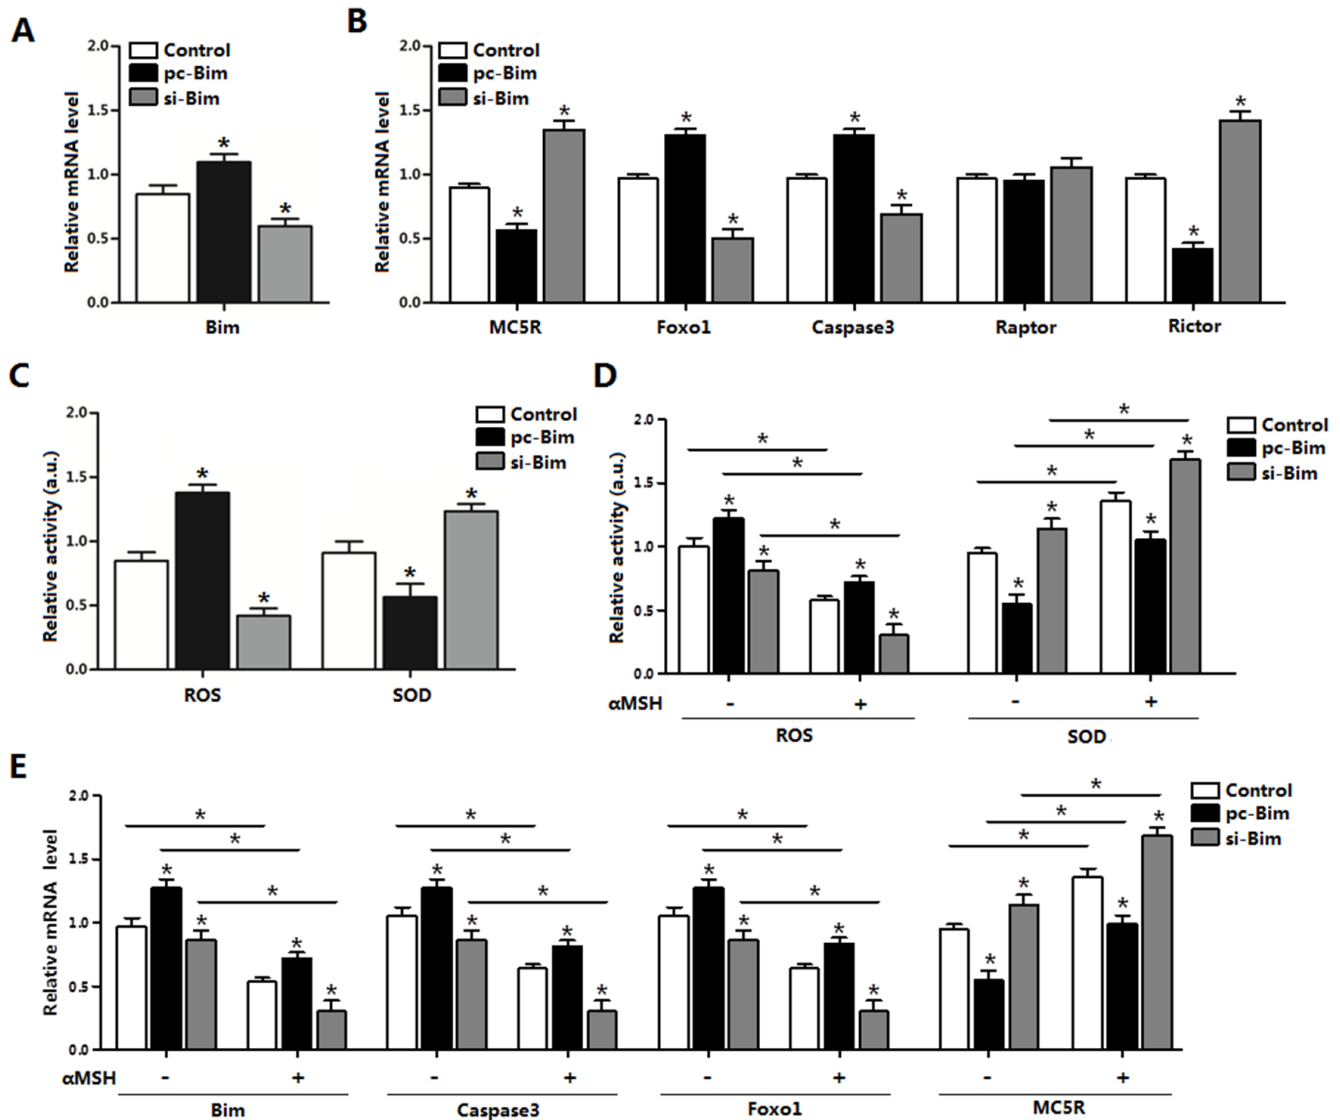 A
2.0
1.5
1.0
0.5
0.0
Relative mRNA level
Control
pc-Bim
si-Bim
*
*
Bim
B
2.0
1.5
1.0
0.5
0.0
Relative mRNA level
Control
pc-Bim
si-Bim
* * * * *
* * * *
MC5R Foxo1 Caspase3 Raptor Rictor
C
2.0
1.5
1.0
0.5
0.0
Relative activity (a.u.)
Control
pc-Bim
si-Bim
* *
* *
ROS SOD
D
2.0
1.5
1.0
0.5
0.0
Relative activity (a.u.)
Control
pc-Bim
si-Bim
* * *
* * *
* * *
* * *
αMSH - + - +
ROS SOD
E
2.0
1.5
1.0
0.5
0.0
Relative mRNA level
Control
pc-Bim
si-Bim
* * * *
* * * *
* * * *
* * * *
* * * *
* * * *
* * * *
αMSH - + - + - + - +
Bim Caspase3 Foxo1 MC5R